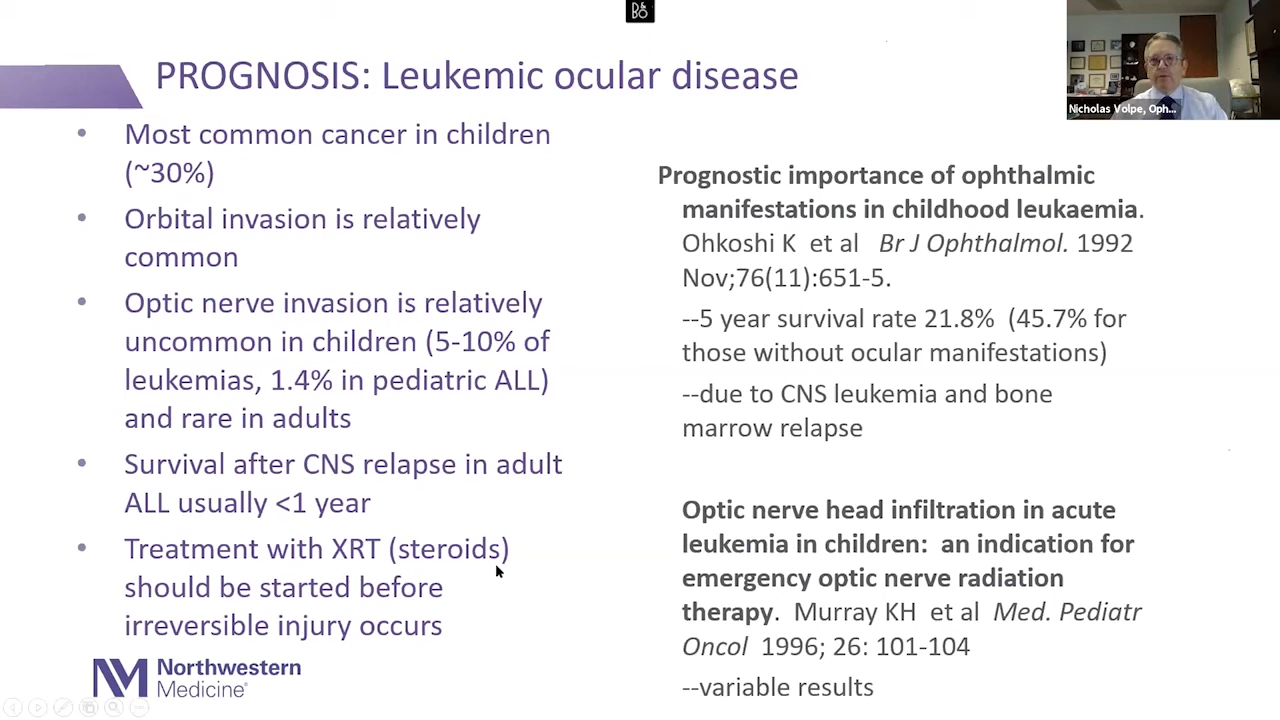 PROGNOSIS: Leukemic ocular disease
• Most common cancer in children
(~30%)
• Orbital invasion is relatively
common
• Optic nerve invasion is relatively
uncommon in children (5-10% of
leukemias, 1.4% in pediatric ALL)
and rare in adults
• Survival after CNS relapse in adult
ALL usually <1 year
• Treatment with XRT (steroids)
should be started before
irreversible injury occurs
Northwestern
Medicine®
Prognostic importance of ophthalmic
manifestations in childhood leukaemia.
Ohkoshi K et al Br J Ophthalmol. 1992
Nov;76(11):651-5.
--5 year survival rate 21.8% (45.7% for
those without ocular manifestations)
--due to CNS leukemia and bone
marrow relapse
Optic nerve head infiltration in acute
leukemia in children: an indication for
emergency optic nerve radiation
therapy. Murray KH et al Med. Pediatr
Oncol 1996; 26: 101-104
--variable results
Nicholas Volpe, Oph...
B&BO